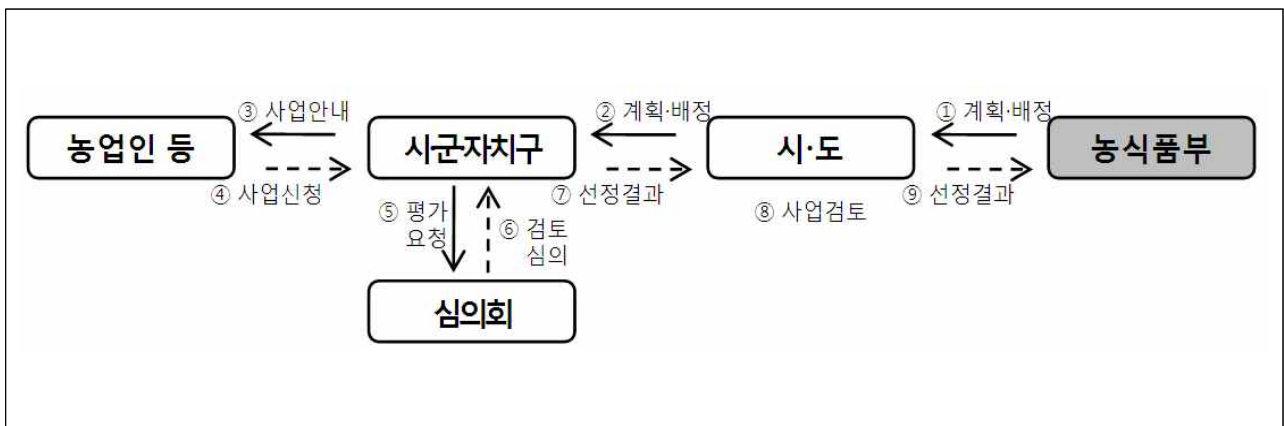 ③ 사업안내
② 계획·배정
① 계획·배정
농업인 등
시·군·자치구
시·도
농식품부
④ 사업신청
⑦ 선정결과
⑨ 선정결과
⑧ 사업검토
⑤ 평가
요청
⑥ 검토
심의
심의회